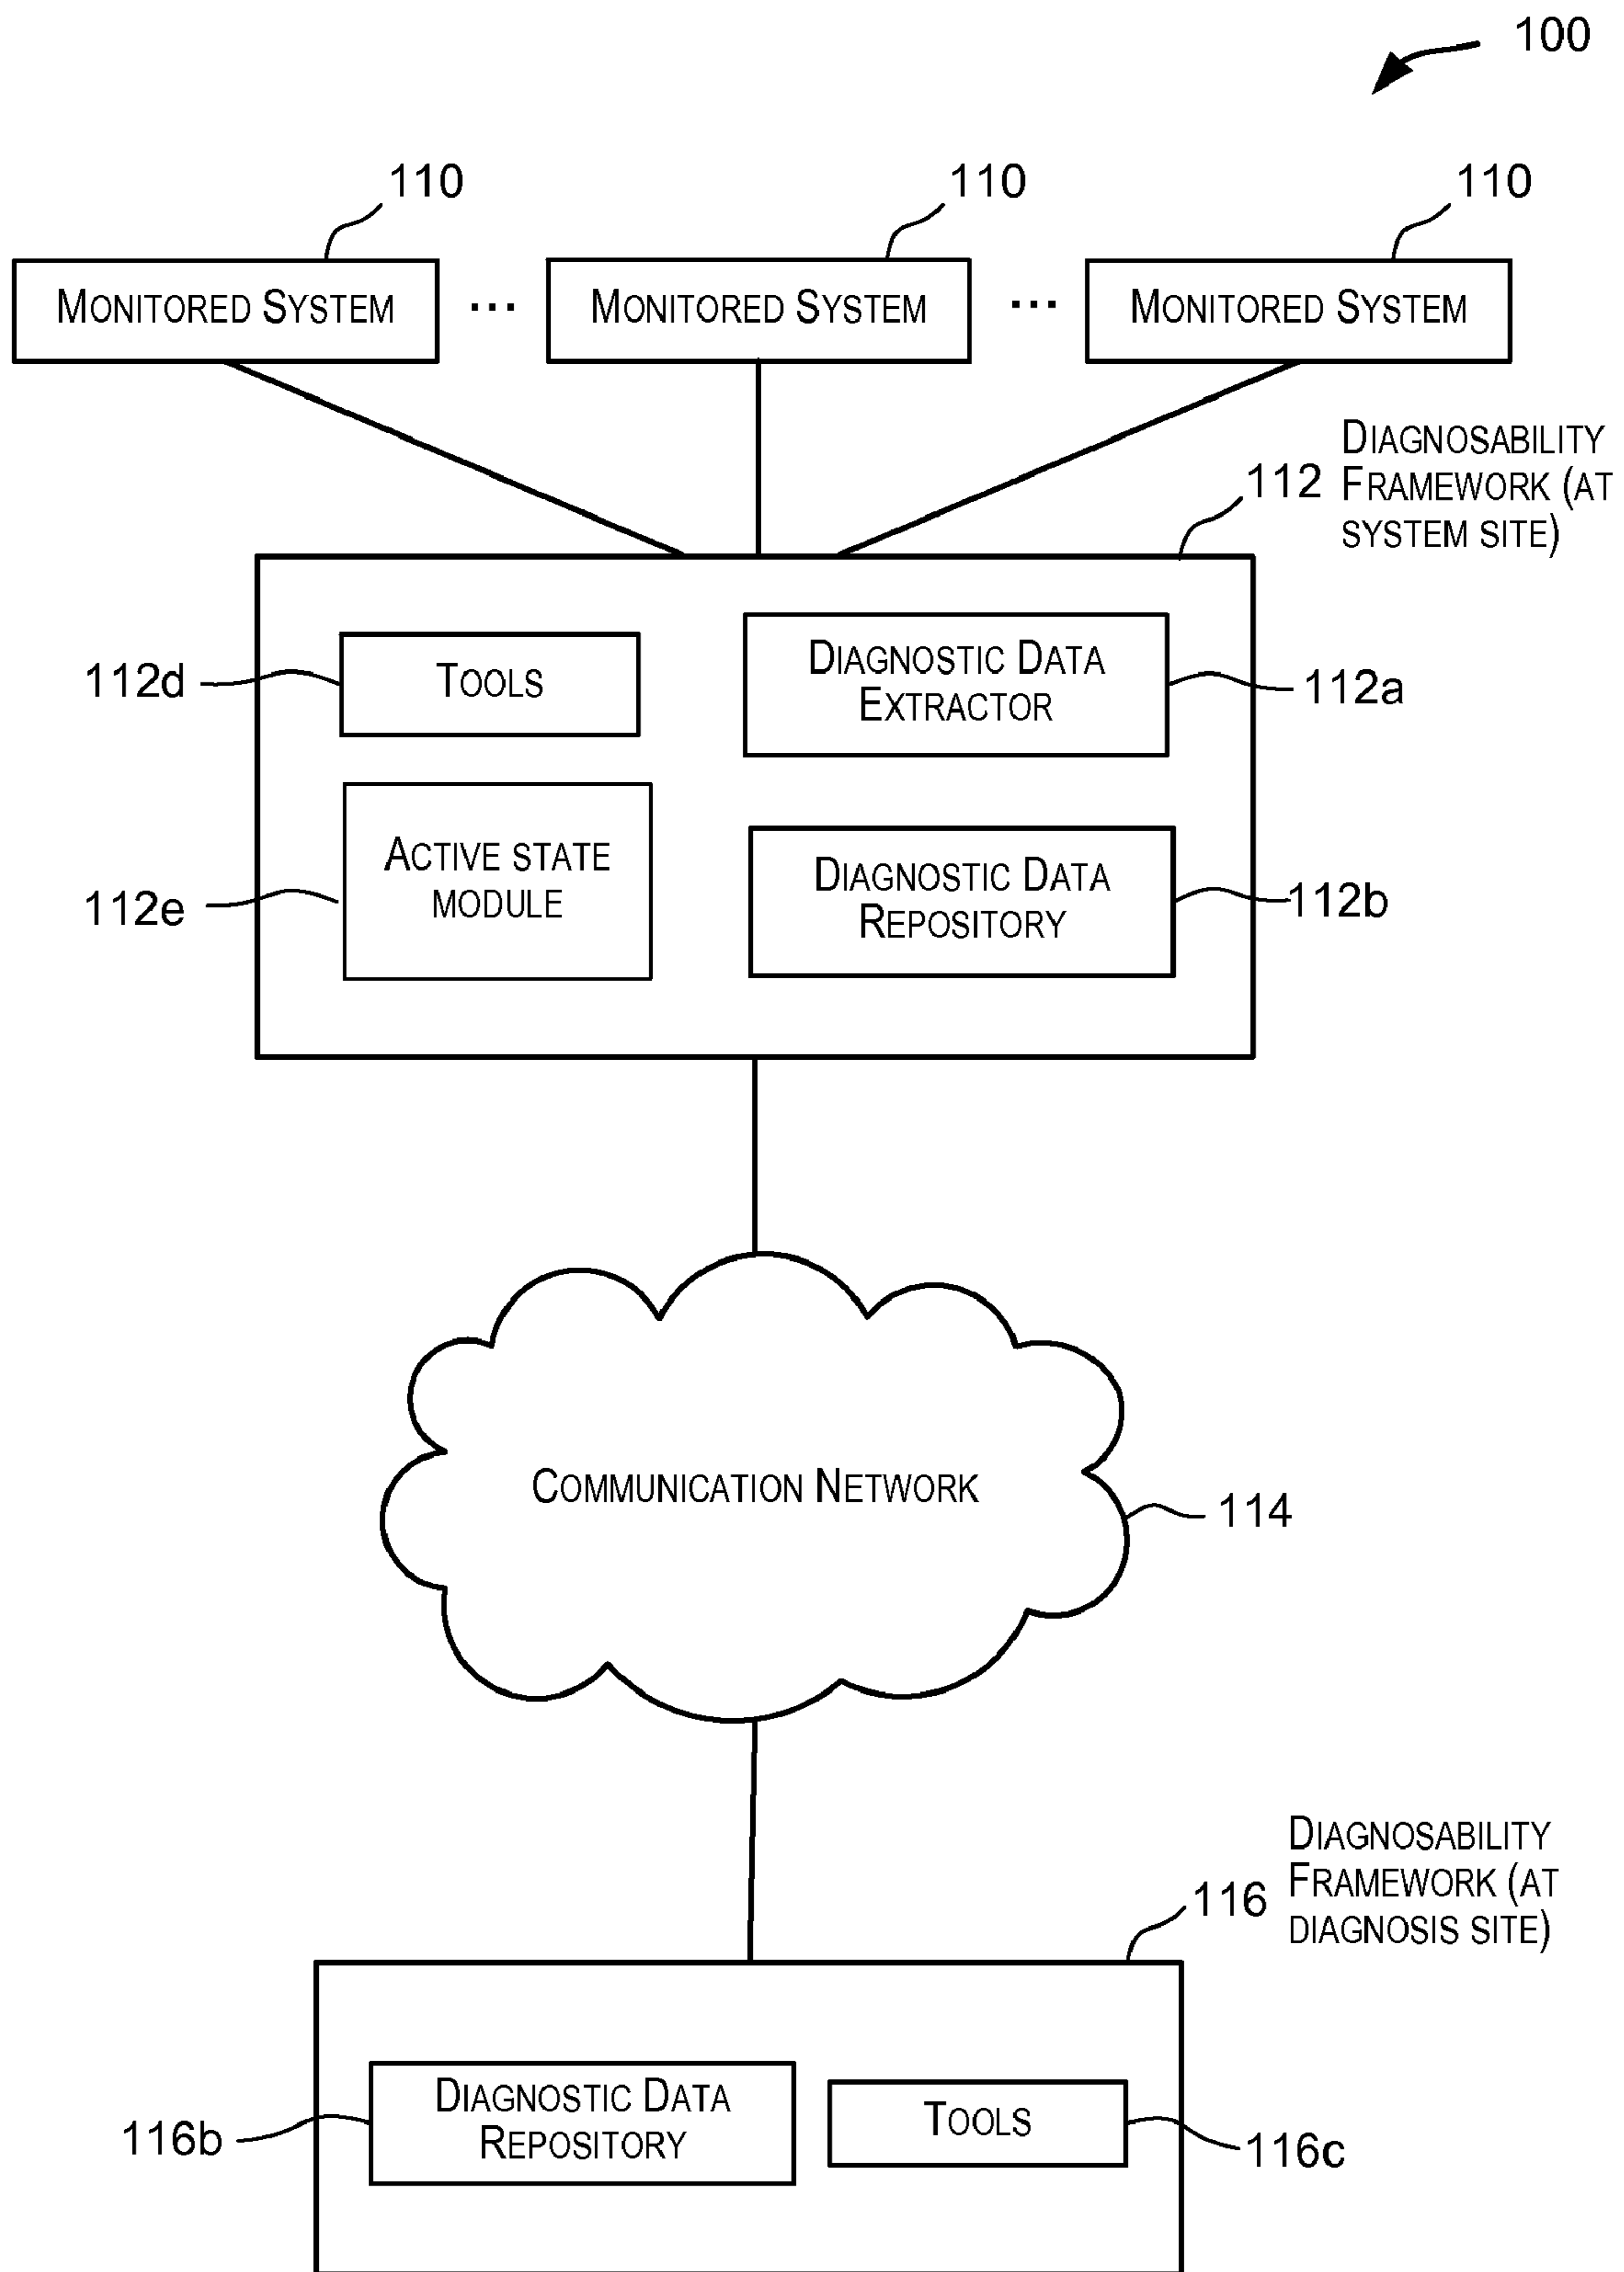 100
110
110
110
MONITORED SYSTEM
...
MONITORED SYSTEM
...
MONITORED SYSTEM
112
DIAGNOSABILITY
FRAMEWORK (AT
SYSTEM SITE)
112d
TOOLS
DIAGNOSTIC DATA
EXTRACTOR
112a
112e
ACTIVE STATE
MODULE
DIAGNOSTIC DATA
REPOSITORY
112b
COMMUNICATION NETWORK
114
116
DIAGNOSABILITY
FRAMEWORK (AT
DIAGNOSIS SITE)
116b
DIAGNOSTIC DATA
REPOSITORY
TOOLS
116c